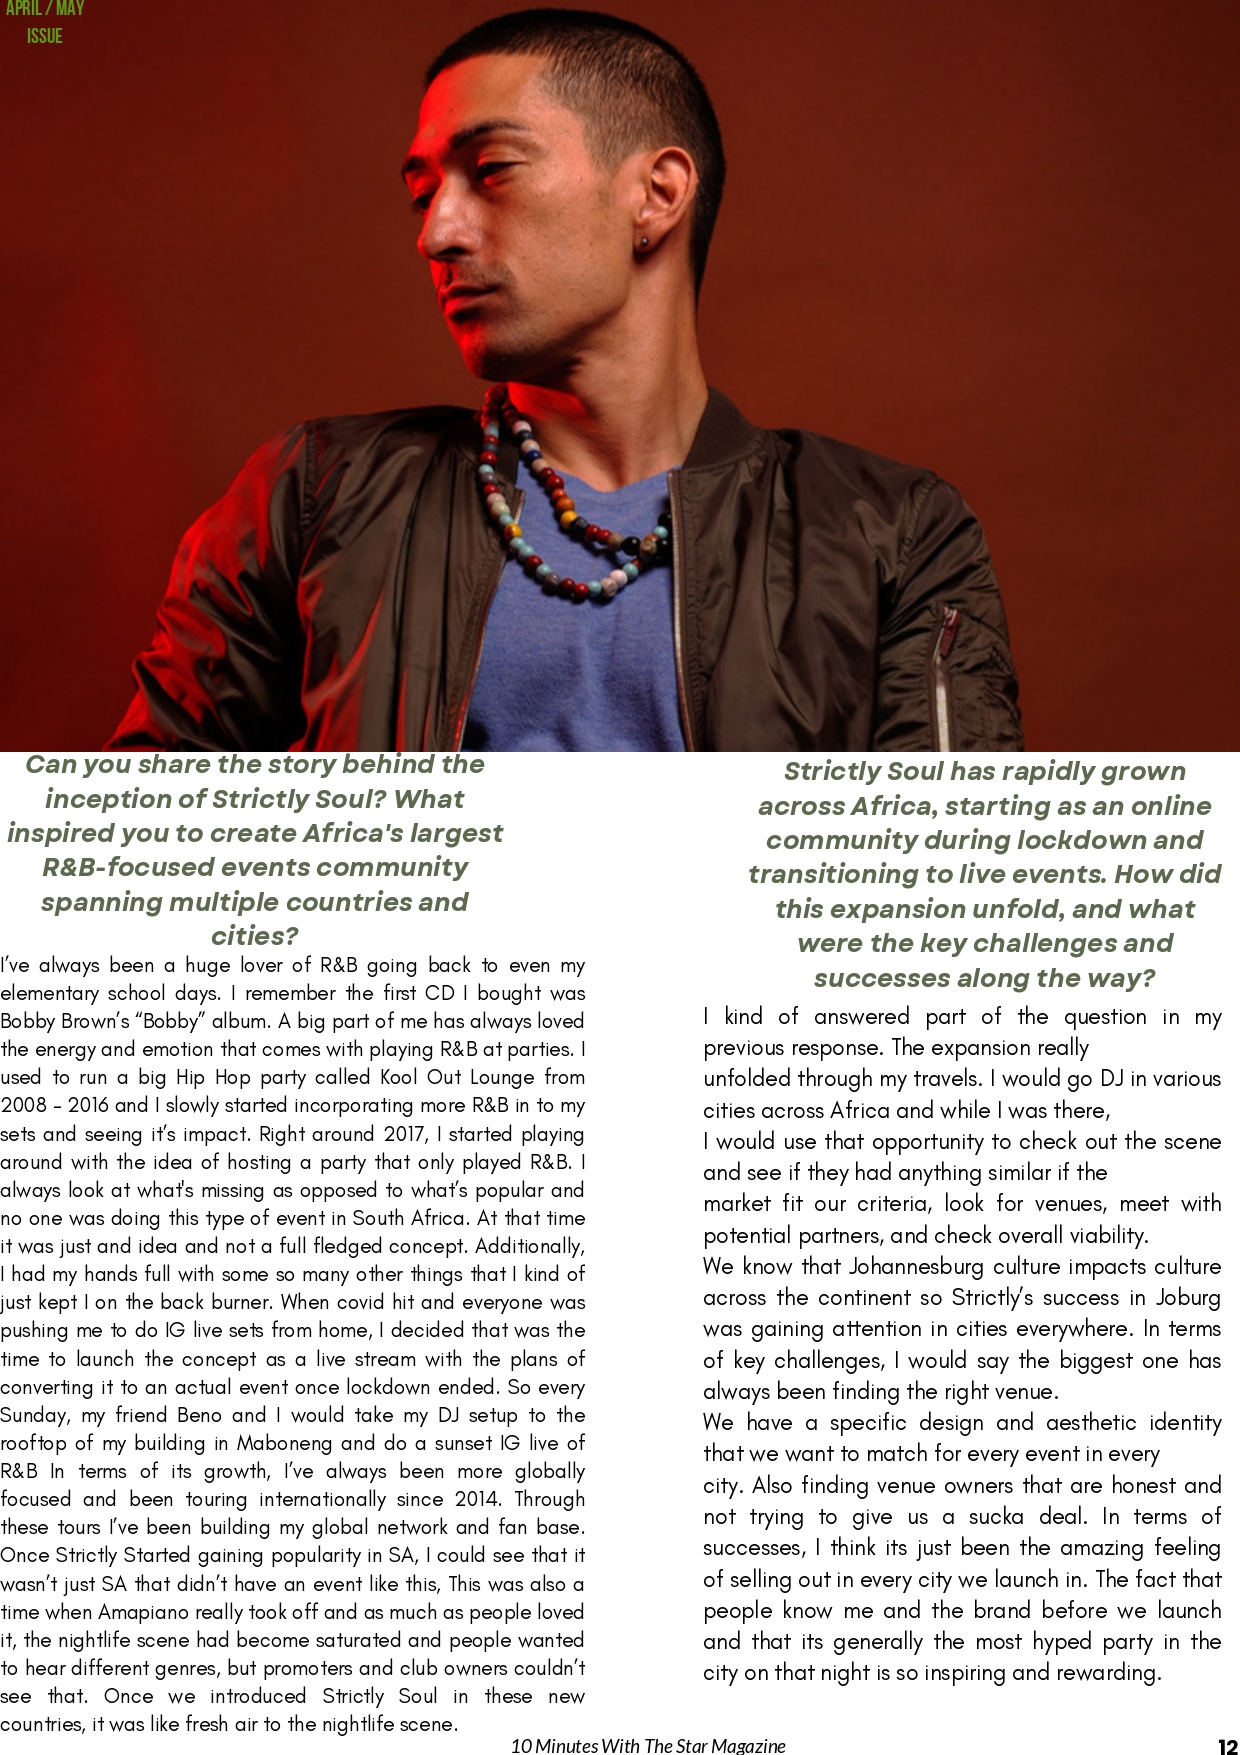 APRIL / MAY
ISSUE
Can you share the story behind the
inception of Strictly Soul? What
inspired you to create Africa's largest
R&B-focused events community
spanning multiple countries and
cities?
I’ve always been a huge lover of R&B going back to even my
elementary school days. I remember the first CD I bought was
Bobby Brown’s “Bobby” album. A big part of me has always loved
the energy and emotion that comes with playing R&B at parties. I
used to run a big Hip Hop party called Kool Out Lounge from
2008 – 2016 and I slowly started incorporating more R&B in to my
sets and seeing it’s impact. Right around 2017, I started playing
around with the idea of hosting a party that only played R&B. I
always look at what's missing as opposed to what’s popular and
no one was doing this type of event in South Africa. At that time
it was just and idea and not a full fledged concept. Additionally,
I had my hands full with some so many other things that I kind of
just kept I on the back burner. When covid hit and everyone was
pushing me to do IG live sets from home, I decided that was the
time to launch the concept as a live stream with the plans of
converting it to an actual event once lockdown ended. So every
Sunday, my friend Beno and I would take my DJ setup to the
rooftop of my building in Maboneng and do a sunset IG live of
R&B In terms of its growth, I’ve always been more globally
focused and been touring internationally since 2014. Through
these tours I’ve been building my global network and fan base.
Once Strictly Started gaining popularity in SA, I could see that it
wasn’t just SA that didn’t have an event like this, This was also a
time when Amapiano really took off and as much as people loved
it, the nightlife scene had become saturated and people wanted
to hear different genres, but promoters and club owners couldn’t
see that. Once we introduced Strictly Soul in these new
countries, it was like fresh air to the nightlife scene.
Strictly Soul has rapidly grown
across Africa, starting as an online
community during lockdown and
transitioning to live events. How did
this expansion unfold, and what
were the key challenges and
successes along the way?
I kind of answered part of the question in my
previous response. The expansion really
unfolded through my travels. I would go DJ in various
cities across Africa and while I was there,
I would use that opportunity to check out the scene
and see if they had anything similar if the
market fit our criteria, look for venues, meet with
potential partners, and check overall viability.
We know that Johannesburg culture impacts culture
across the continent so Strictly’s success in Joburg
was gaining attention in cities everywhere. In terms
of key challenges, I would say the biggest one has
always been finding the right venue.
We have a specific design and aesthetic identity
that we want to match for every event in every
city. Also finding venue owners that are honest and
not trying to give us a sucka deal. In terms of
successes, I think its just been the amazing feeling
of selling out in every city we launch in. The fact that
people know me and the brand before we launch
and that its generally the most hyped party in the
city on that night is so inspiring and rewarding.
10 Minutes With The Star Magazine
12